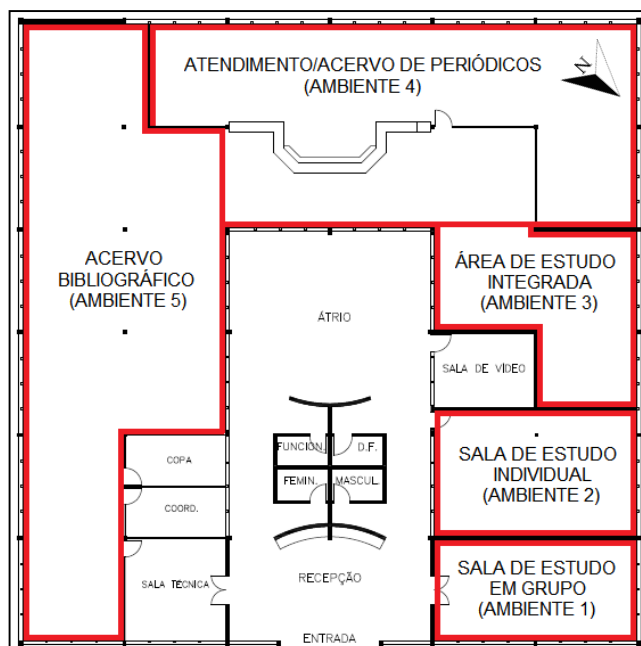 ATENDIMENTO/ACERVO DE PERIÓDICOS
(AMBIENTE 4)
N
ACERVO
BIBLIOGRÁFICO
(AMBIENTE 5)
ÁREA DE ESTUDO
INTEGRADA
(AMBIENTE 3)
ÁTRIO
SALA DE VÍDEO
FUNCION.
D.F.
FEMIN.
MASCUL.
COPA
COORD.
SALA TÉCNICA
SALA DE ESTUDO
INDIVIDUAL
(AMBIENTE 2)
RECEPÇÃO
SALA DE ESTUDO
EM GRUPO
(AMBIENTE 1)
ENTRADA